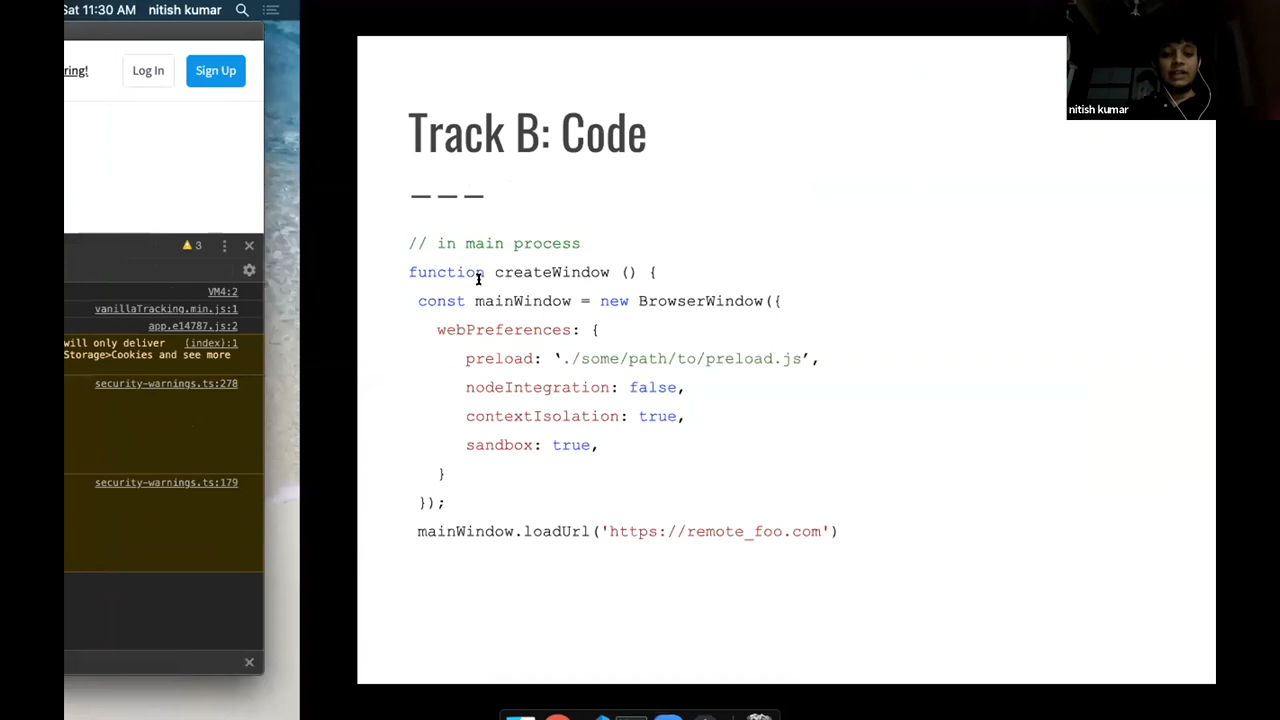 Sat 11:30 AM nitish kumar
ring!
Log In
Sign Up
3
VM4:2
vanillaTracking.min.js:1
app.e14787.js:2
will only deliver (index):1
Storage>Cookies and see more
security-warnings.ts:278
security-warnings.ts:179
nitish kumar
Track B: Code
// in main process
function createWindow () {
const mainWindow = new BrowserWindow({
webPreferences: {
preload: ‘./some/path/to/preload.js’,
nodeIntegration: false,
contextIsolation: true,
sandbox: true,
}
});
mainWindow.loadUrl('https://remote_foo.com')